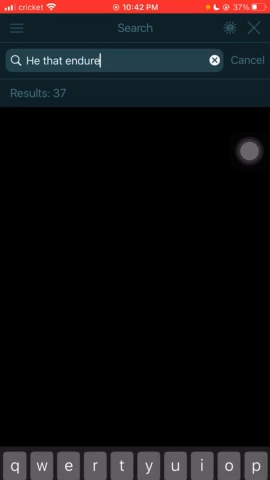 cricket 10:42 PM 37%
Search
He that endure Cancel
Results: 37
q w e r t y u i o p